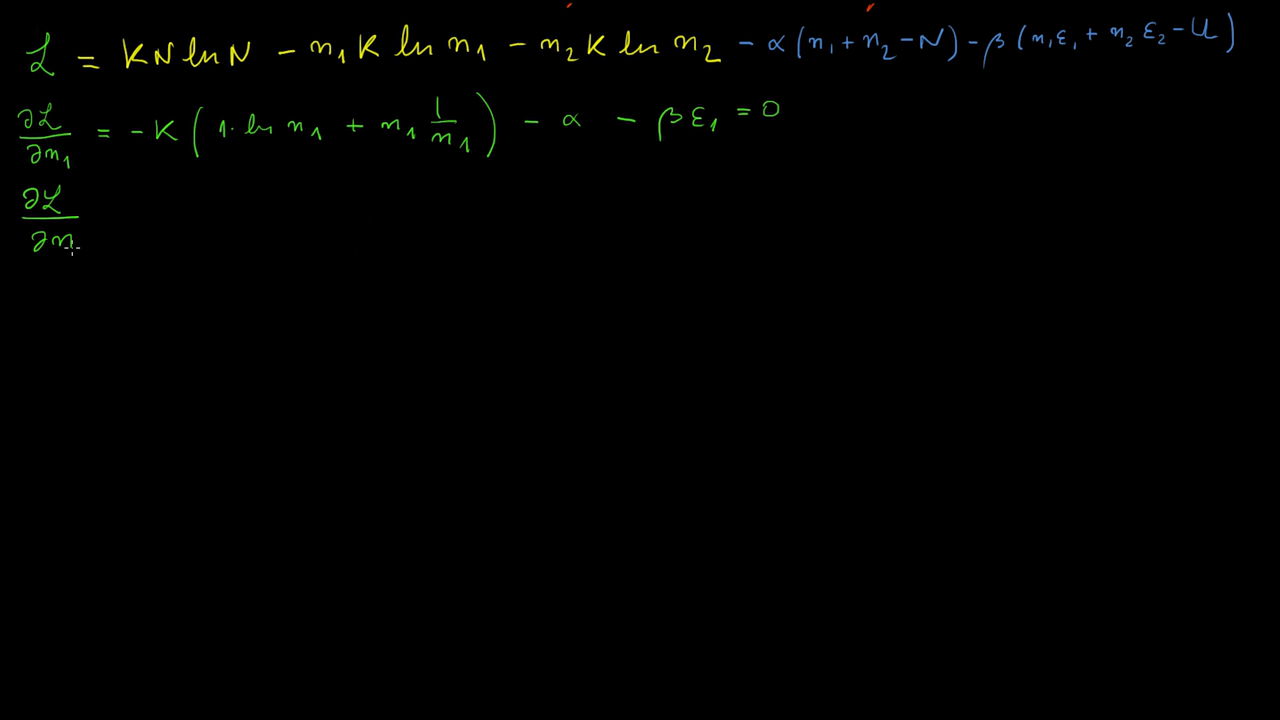 ℒ = KN ln N − n₁K ln n₁ − n₂K ln n₂ − α(n₁ + n₂ − N) − β(n₁ε₁ + n₂ε₂ − U)
∂ℒ/∂n₁ = −K(1· ln n₁ + n₁ 1/n₁) − α − βε₁ = 0
∂ℒ/∂n